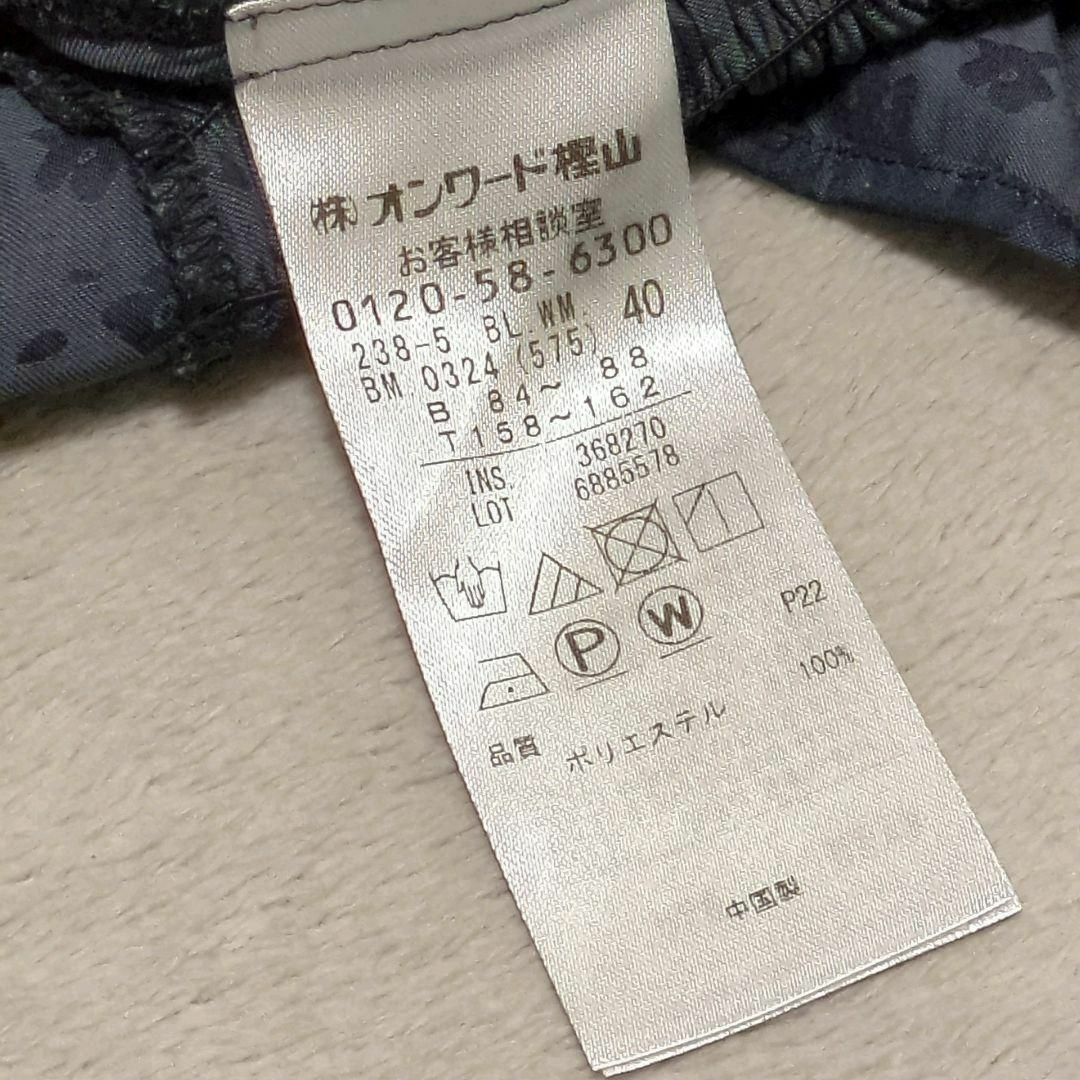 ㈱オンワード樫山
お客様相談室
0120-58-6300
238-5 BL.WM. 40
BM 0324 (575)
B 84～ 88
T 158～162
INS. 368270
LOT 6885578
P W
P22
品質 ポリエステル 100%
中国製